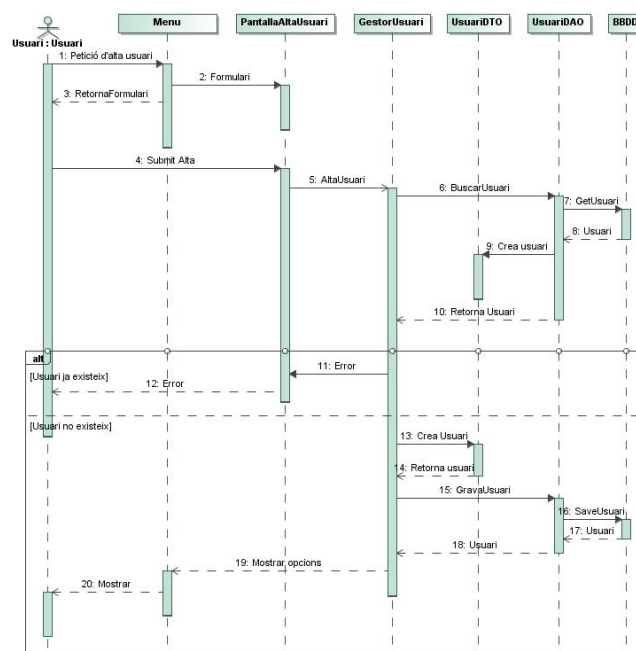 Menu
PantallaAltaUsuari
GestorUsuari
UsuariDTO
UsuariDAO
BBDD
Usuari : Usuari
1: Petició d'alta usuari
2: Formulari
3: RetornaFormulari
4: Submit Alta
5: AltaUsuari
6: BuscarUsuari
7: GetUsuari
8: Usuari
9: Crea usuari
10: Retorna Usuari
alt
11: Error
[Usuari ja existeix]
12: Error
[Usuari no existeix]
13: Crea Usuari
14: Retorna usuari
15: GravaUsuari
16: SaveUsuari
17: Usuari
18: Usuari
19: Mostrar opcions
20: Mostrar